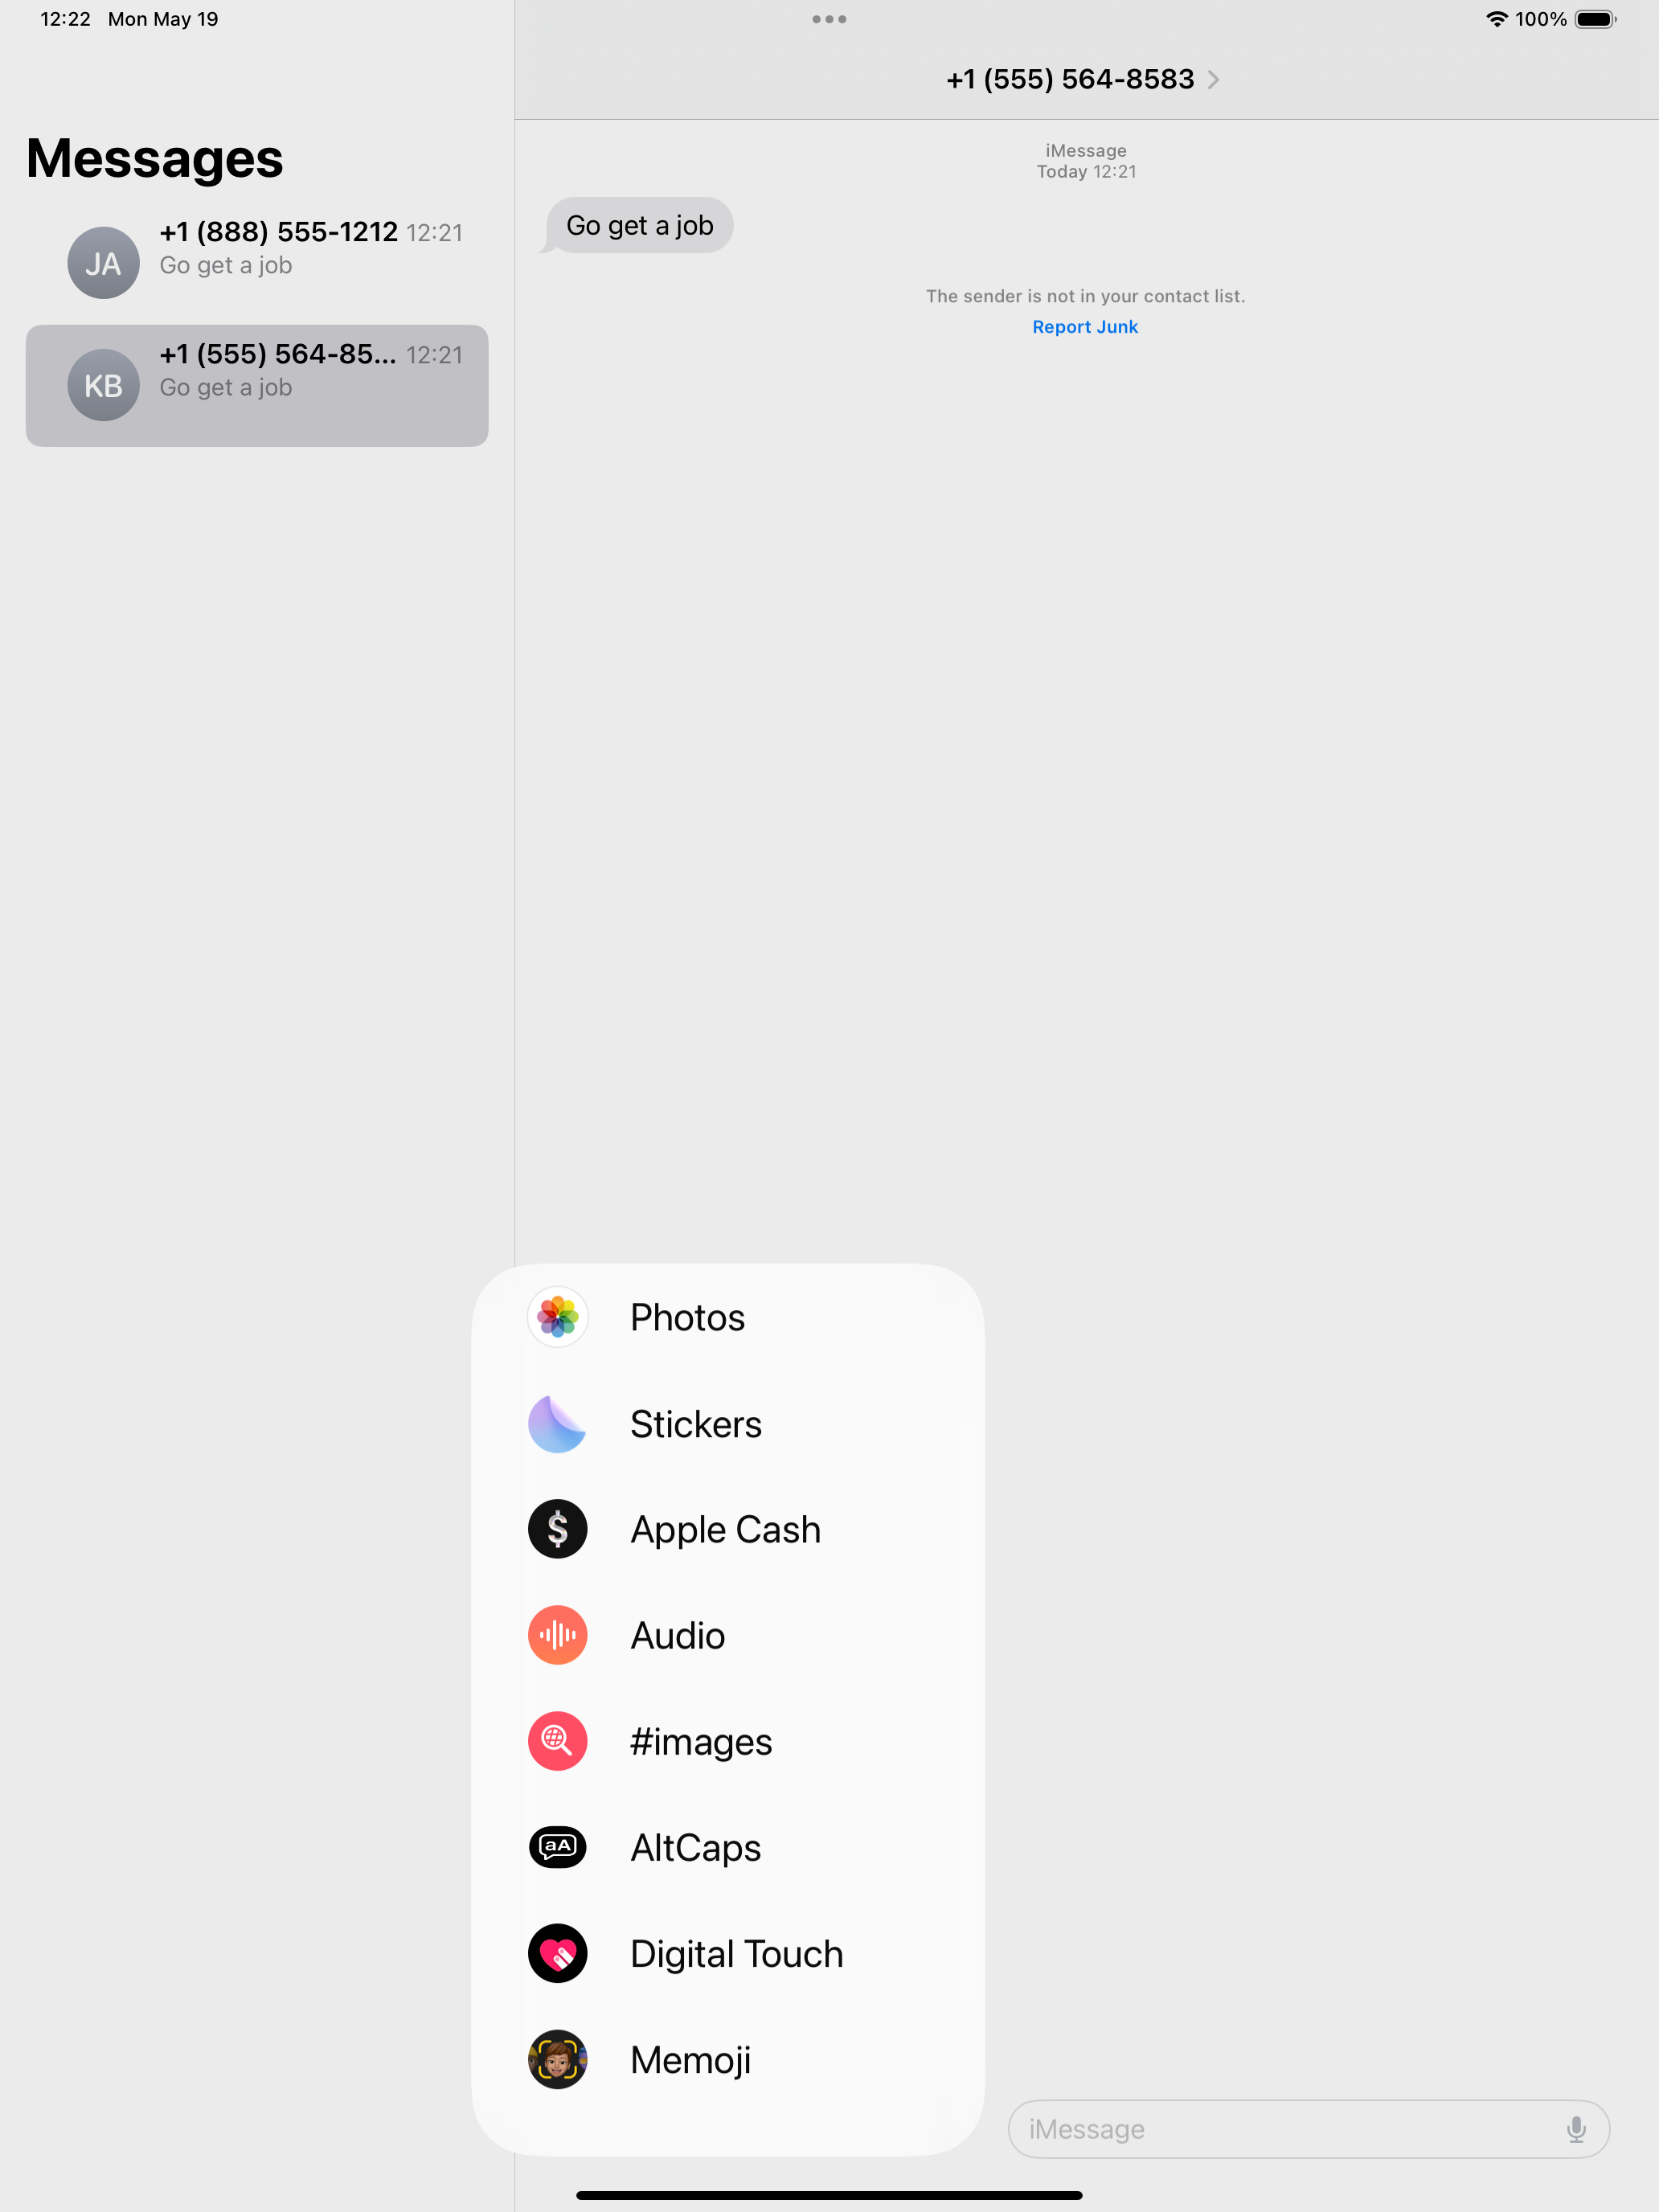 12:22 Mon May 19
100%
Messages
JA
+1 (888) 555-1212 12:21
Go get a job
KB
+1 (555) 564-85... 12:21
Go get a job
+1 (555) 564-8583
iMessage
Today 12:21
Go get a job
The sender is not in your contact list.
Report Junk
Photos
Stickers
$ Apple Cash
Audio
#images
aA AltCaps
Digital Touch
Memoji
iMessage